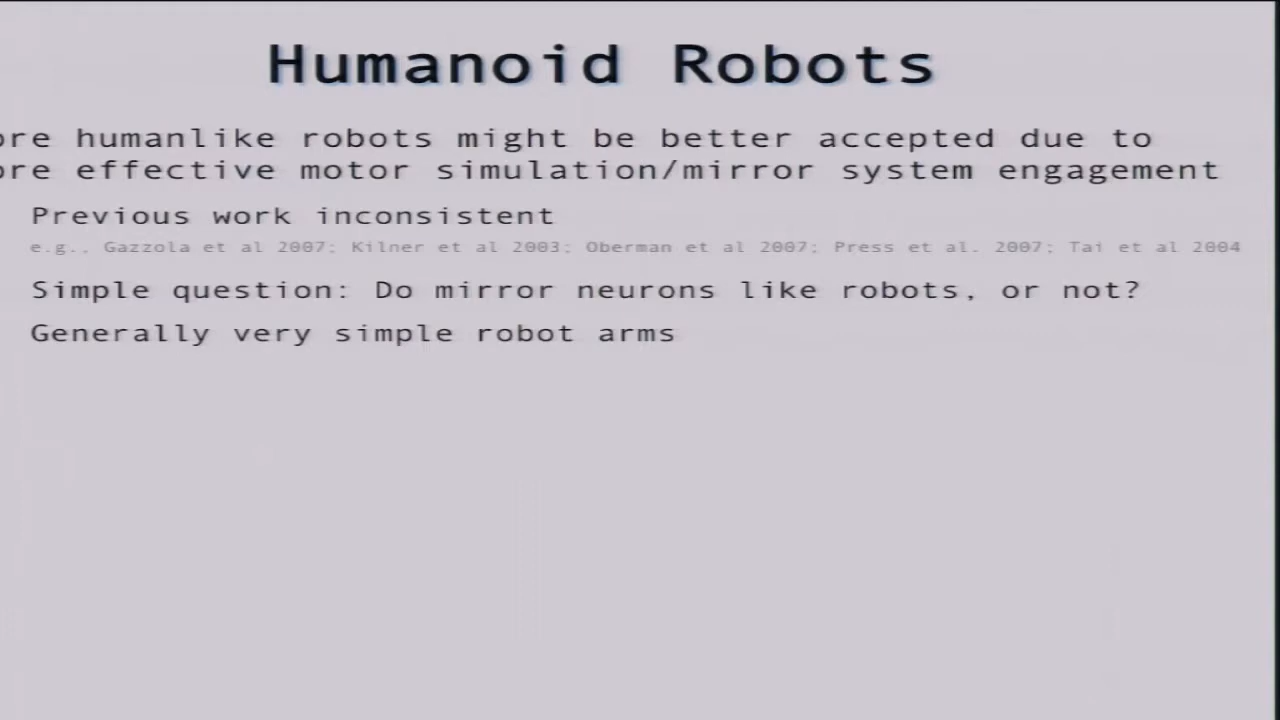 Humanoid Robots
ore humanlike robots might be better accepted due to
ore effective motor simulation/mirror system engagement
Previous work inconsistent
e.g., Gazzola et al 2007; Kilner et al 2003; Oberman et al 2007; Press et al. 2007; Tai et al 2004
Simple question: Do mirror neurons like robots, or not?
Generally very simple robot arms